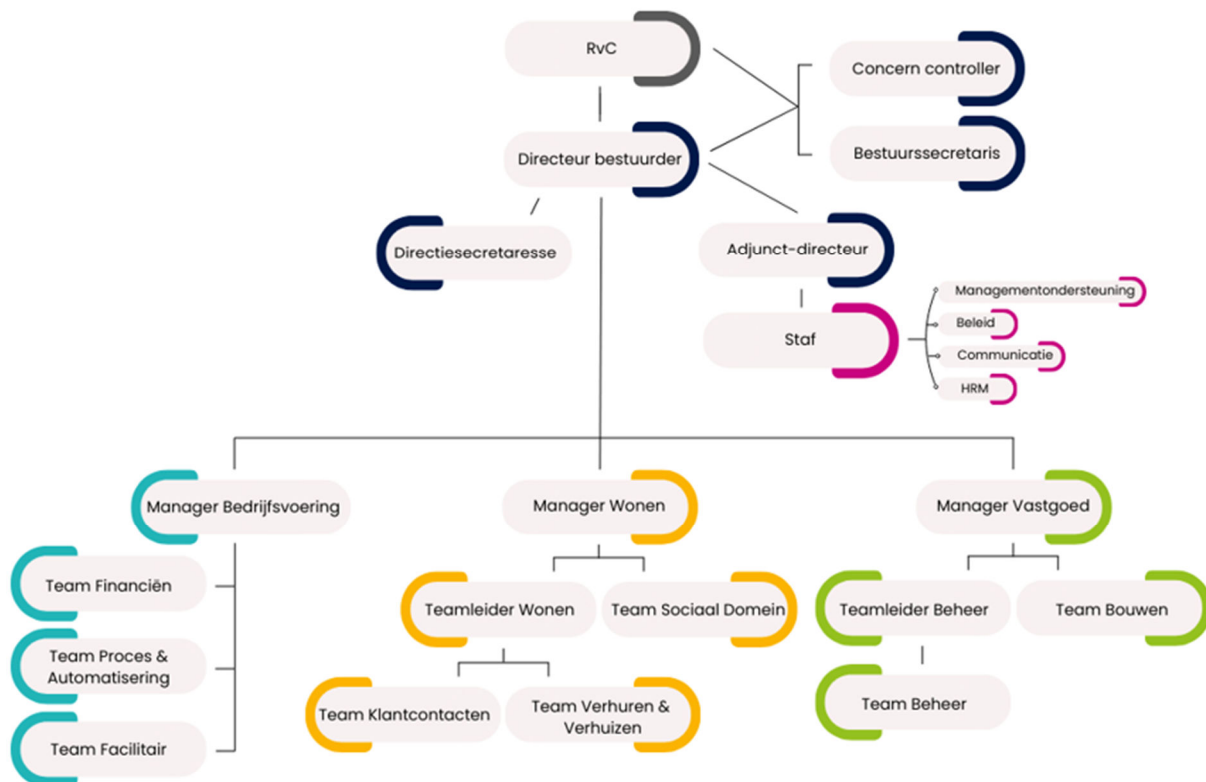 RvC
Concern controller
Directeur bestuurder
Bestuurssecretaris
Directiesecretaresse
Adjunct-directeur
Managementondersteuning
Beleid
Staf
Communicatie
HRM
Manager Bedrijfsvoering
Manager Wonen
Manager Vastgoed
Team Financiën
Teamleider Wonen
Team Sociaal Domein
Teamleider Beheer
Team Bouwen
Team Proces &
Automatisering
Team Klantcontacten
Team Verhuren &
Verhuizen
Team Beheer
Team Facilitair